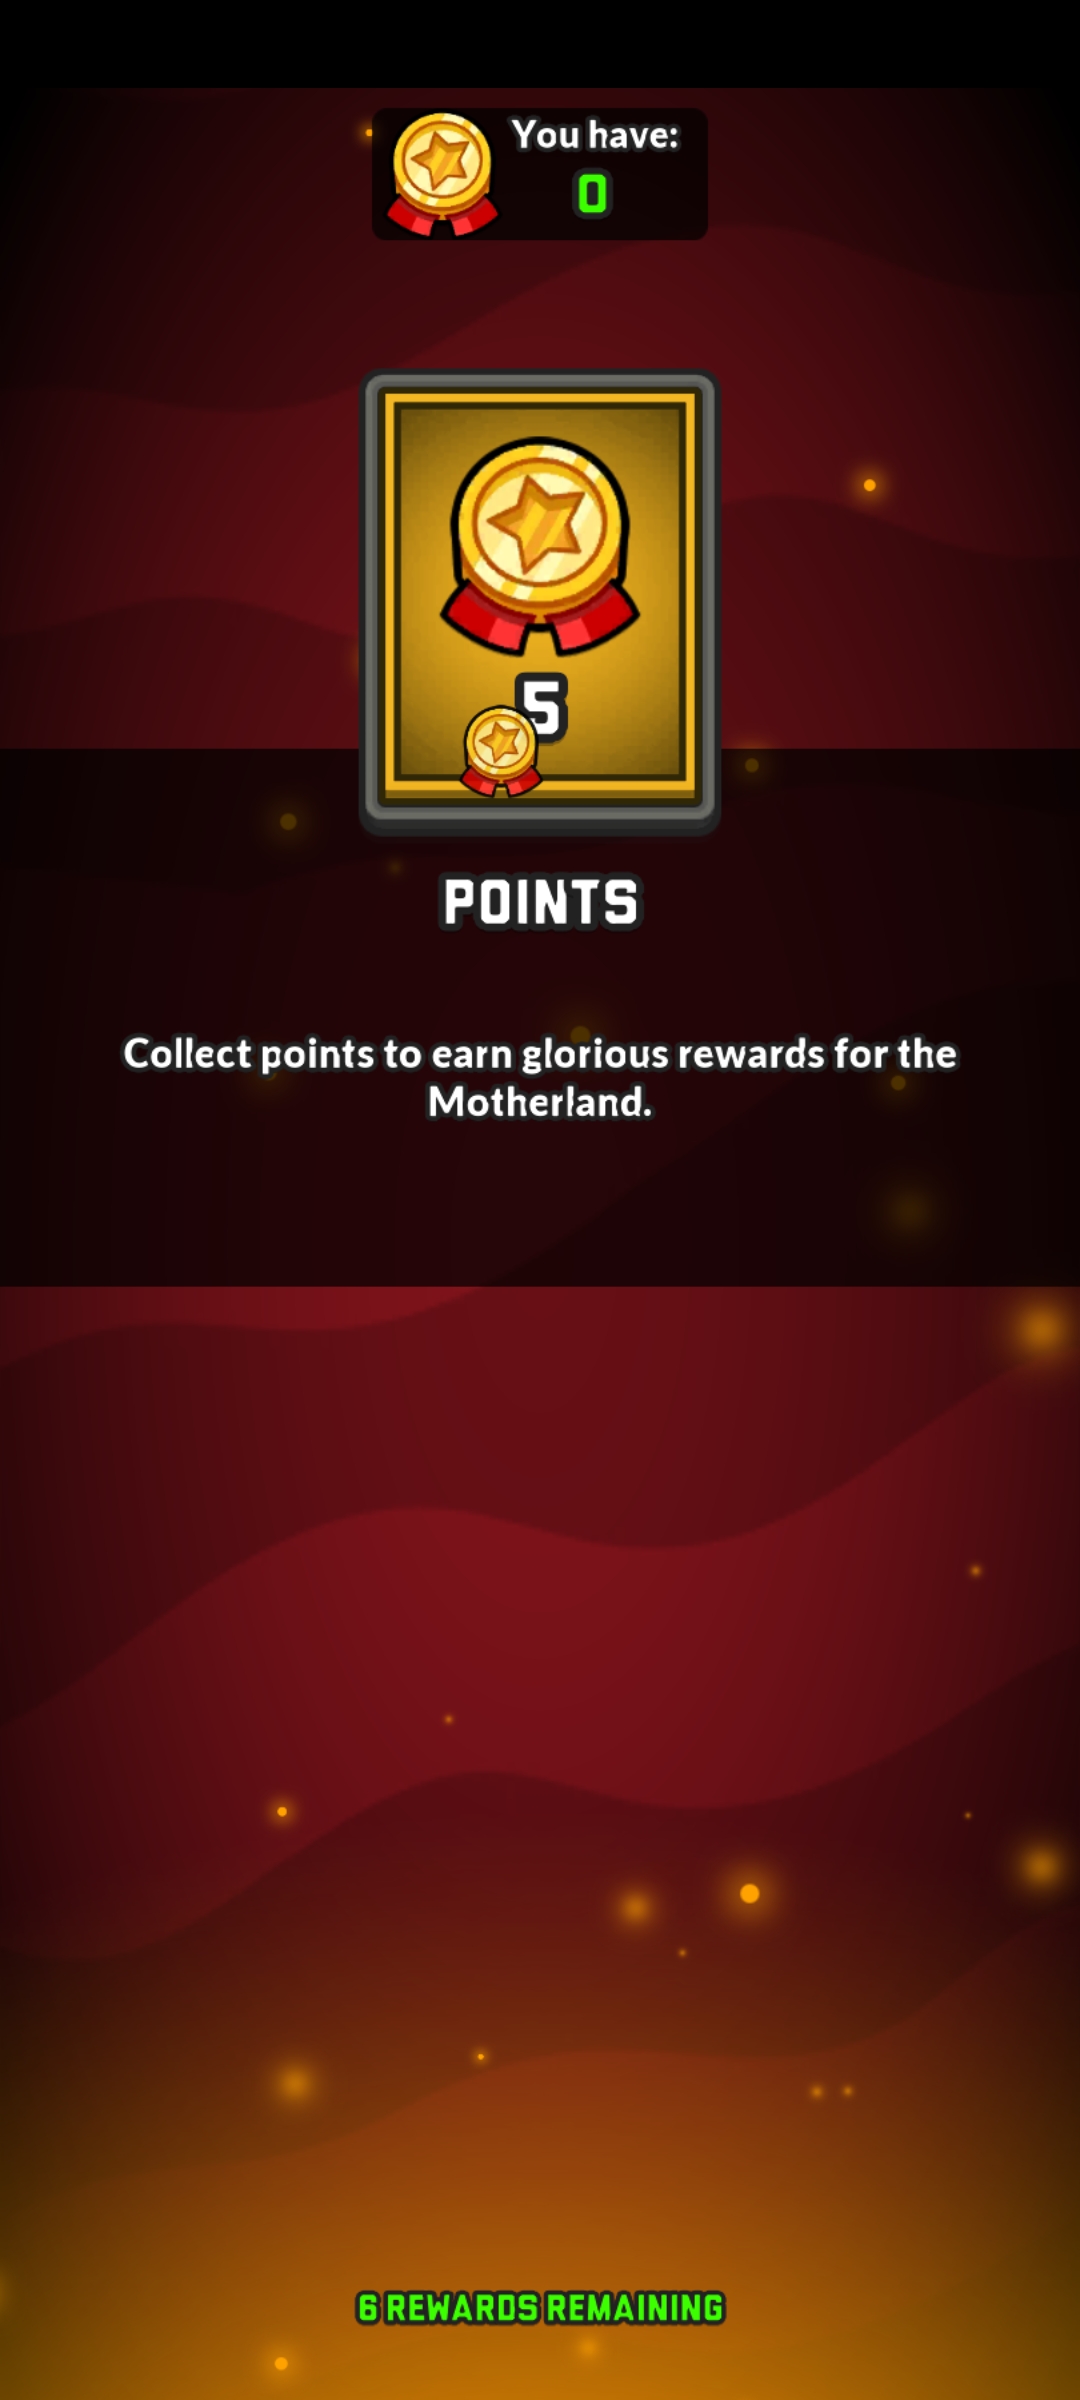 You have:
0
5
POINTS
Collect points to earn glorious rewards for the
Motherland.
6 REWARDS REMAINING